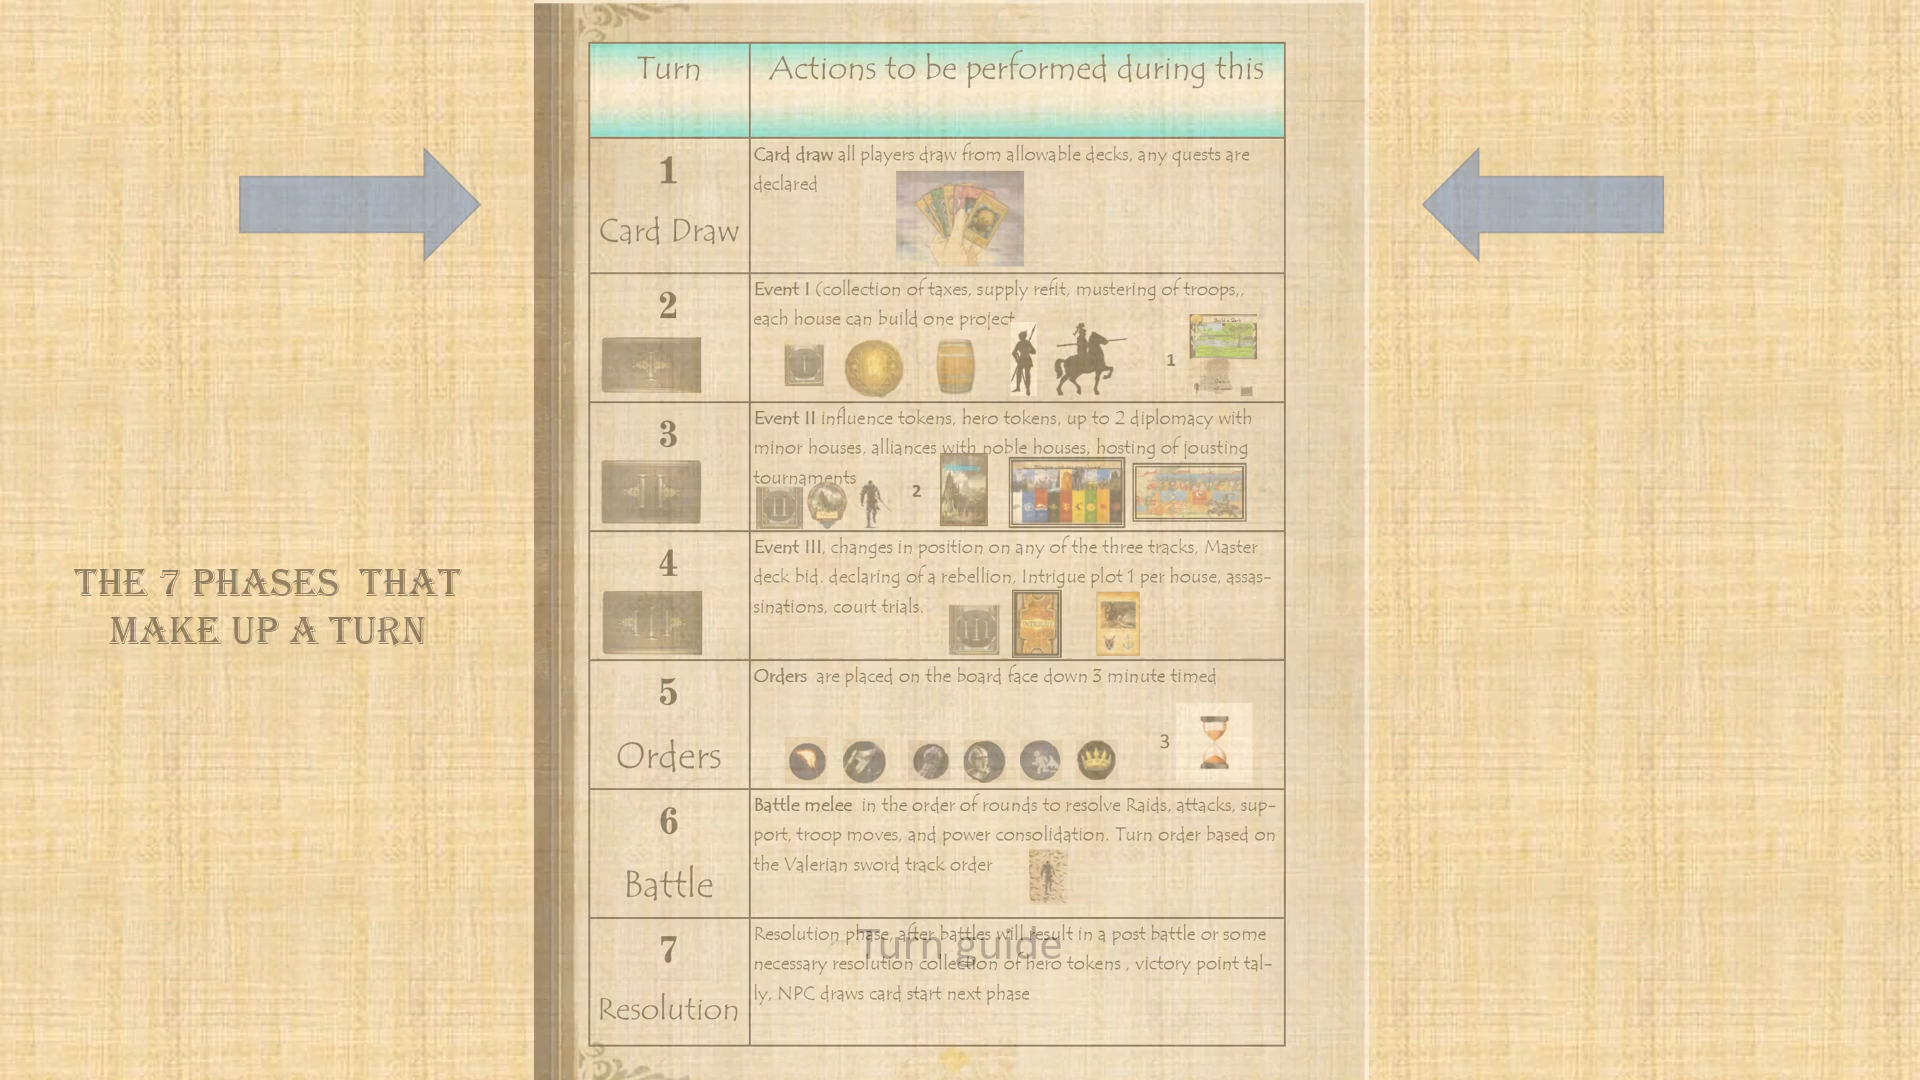 Turn
Actions to be performed during this
1
Card Draw
Card draw all players draw from allowable decks, any quests are
declared
2
Event I (collection of taxes, supply refit, mustering of troops,.
each house can build one project
I
1
3
Event II influence tokens, hero tokens, up to 2 diplomacy with
minor houses, alliances with noble houses, hosting of jousting
tournaments
II
2
4
Event III, changes in position on any of the three tracks, Master
deck bid. declaring of a rebellion, Intrigue plot 1 per house, assas-
sinations, court trials.
III
INTRIGUE
THE 7 PHASES THAT
MAKE UP A TURN
5
Orders
Orders are placed on the board face down 3 minute timed
3
6
Battle
Battle melee in the order of rounds to resolve Raids, attacks, sup-
port, troop moves, and power consolidation. Turn order based on
the Valerian sword track order
7
Resolution
Resolution phase, after battles will result in a post battle or some
necessary resolution collection of hero tokens , victory point tal-
ly, NPC draws card start next phase
Turn guide